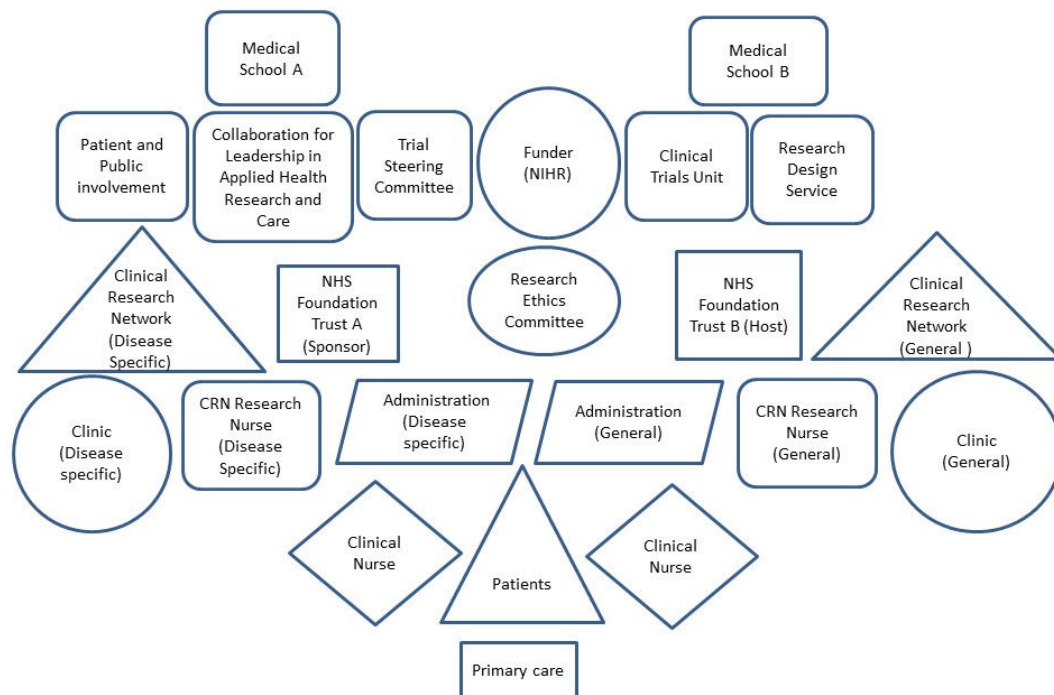 Medical
School A
Medical
School B
Patient and
Public
involvement
Collaboration for
Leadership in
Applied Health
Research and
Care
Trial
Steering
Committee
Funder
(NIHR)
Clinical
Trials Unit
Research
Design
Service
Clinical
Research
Network
(Disease
Specific)
NHS
Foundation
Trust A
(Sponsor)
Research
Ethics
Committee
NHS
Foundation
Trust B (Host)
Clinical
Research
Network
(General )
Clinic
(Disease
specific)
CRN Research
Nurse
(Disease
Specific)
Administration
(Disease
specific)
Administration
(General)
CRN Research
Nurse
(General)
Clinic
(General)
Clinical
Nurse
Patients
Clinical
Nurse
Primary care